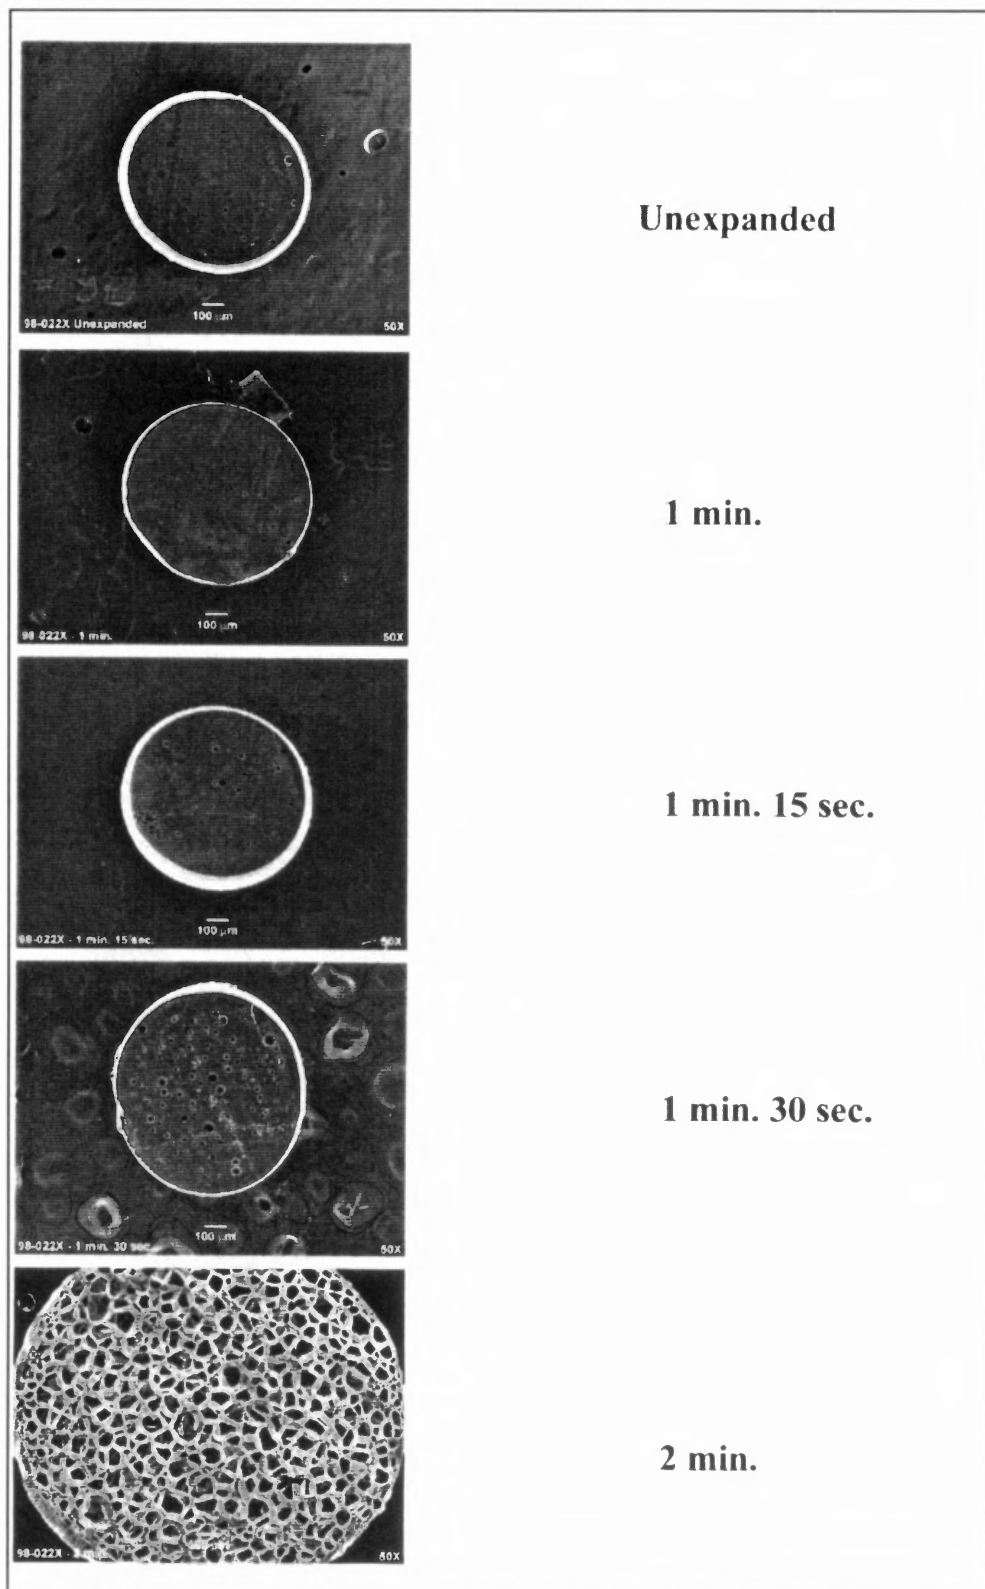 100 µm
98-022X Unexpanded 50X
Unexpanded
100 µm
98-022X - 1 min. 50X
1 min.
100 µm
98-022X - 1 min. 15 sec. 50X
1 min. 15 sec.
100 µm
98-022X - 1 min. 30 sec. 50X
1 min. 30 sec.
98-022X - 2 min. 50X
2 min.